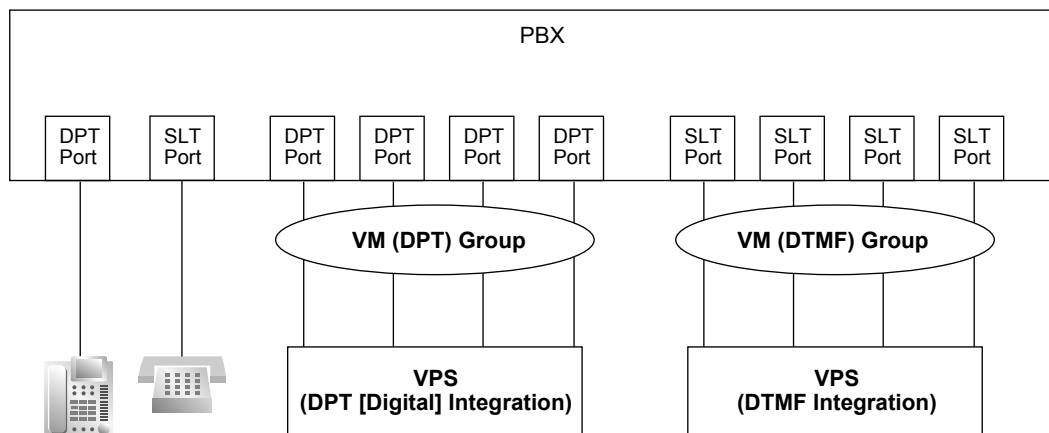 PBX
DPT
Port
SLT
Port
DPT
Port
DPT
Port
DPT
Port
DPT
Port
SLT
Port
SLT
Port
SLT
Port
SLT
Port
VM (DPT) Group
VM (DTMF) Group
VPS
(DPT [Digital] Integration)
VPS
(DTMF Integration)